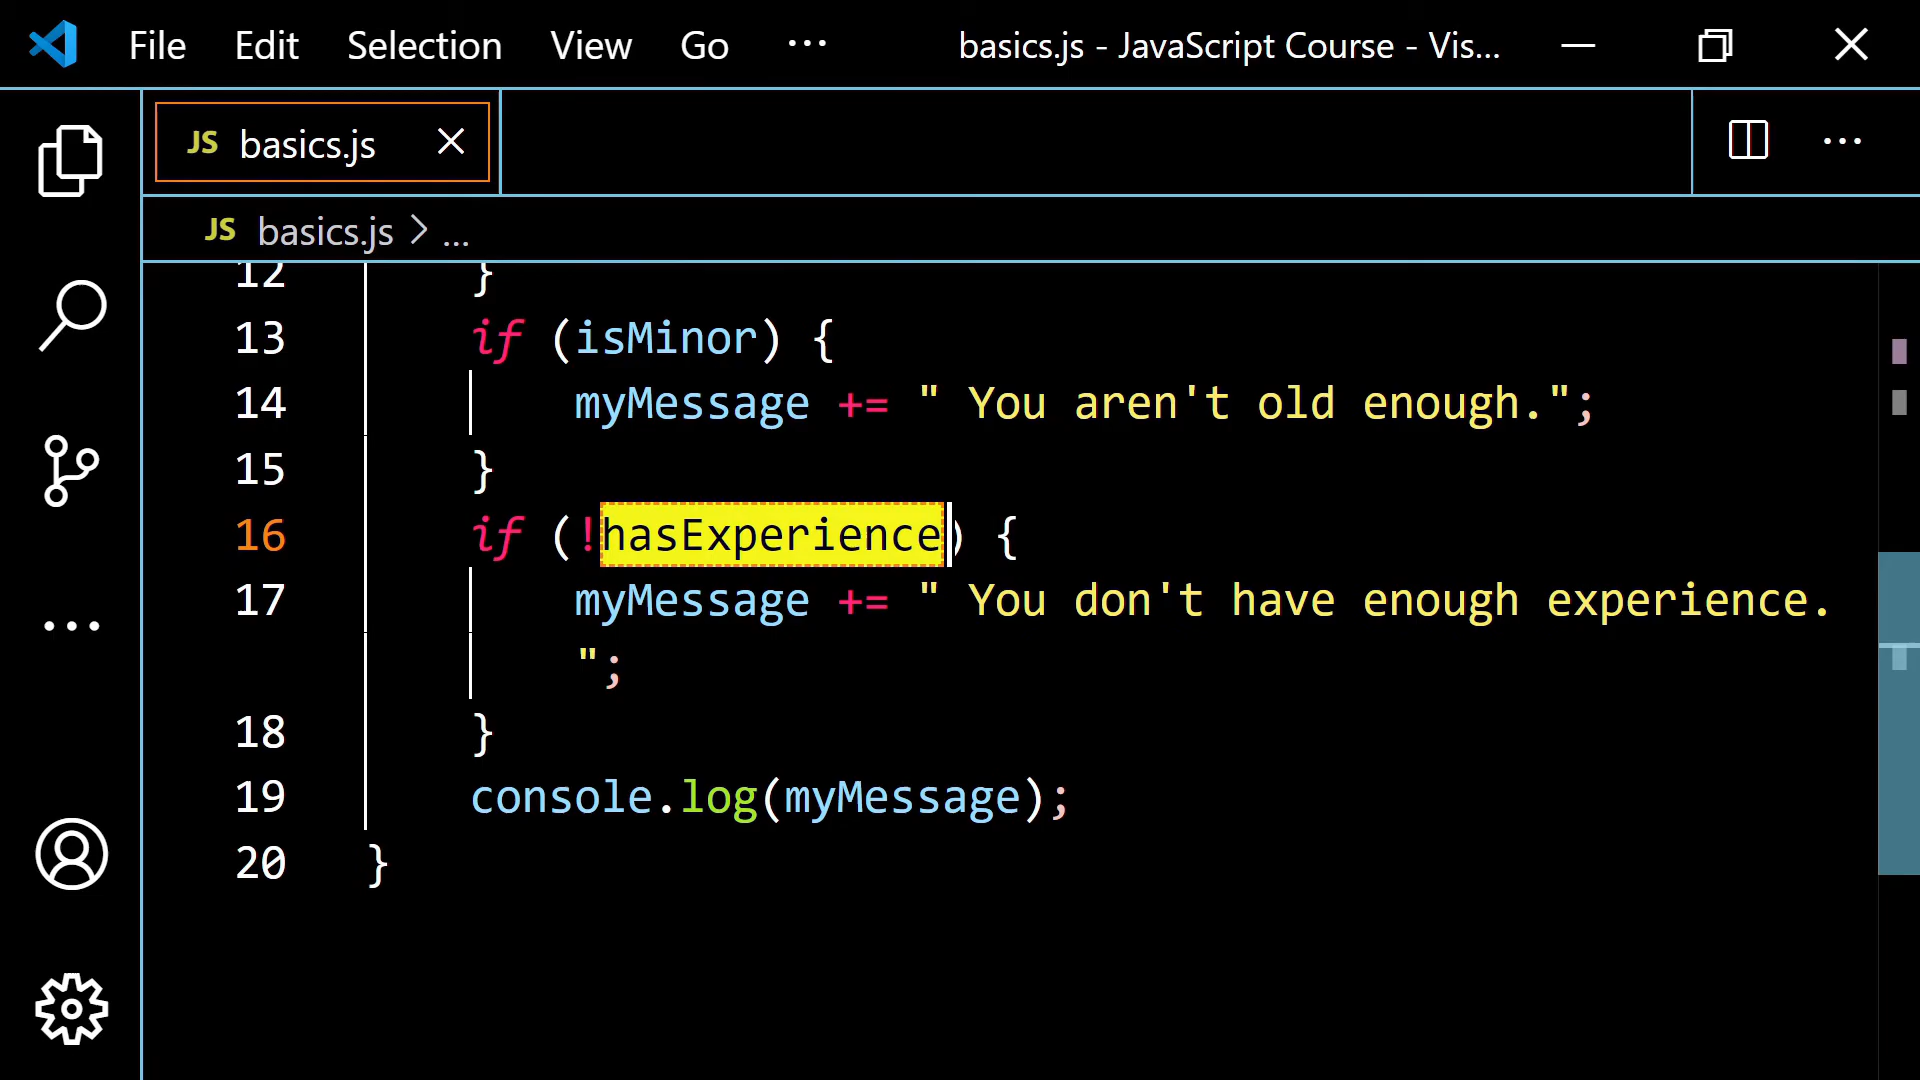 File Edit Selection View Go ··· basics.js - JavaScript Course - Vis...
JS basics.js
JS basics.js > ...
12 }
13 if (isMinor) {
14 myMessage += " You aren't old enough.";
15 }
16 if (!hasExperience) {
17 myMessage += " You don't have enough experience.
";
18 }
19 console.log(myMessage);
20 }